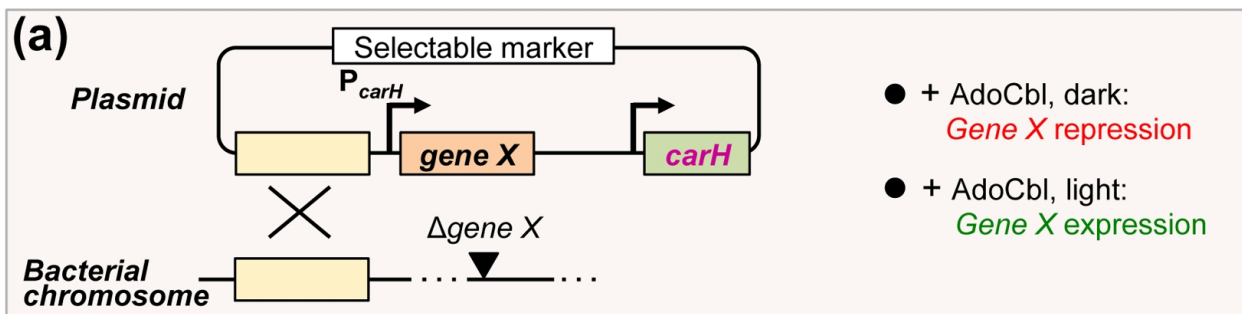 (a)
Selectable marker
Plasmid
PcarH
gene X
carH
Δgene X
Bacterial
chromosome
● + AdoCbl, dark:
Gene X repression
● + AdoCbl, light:
Gene X expression